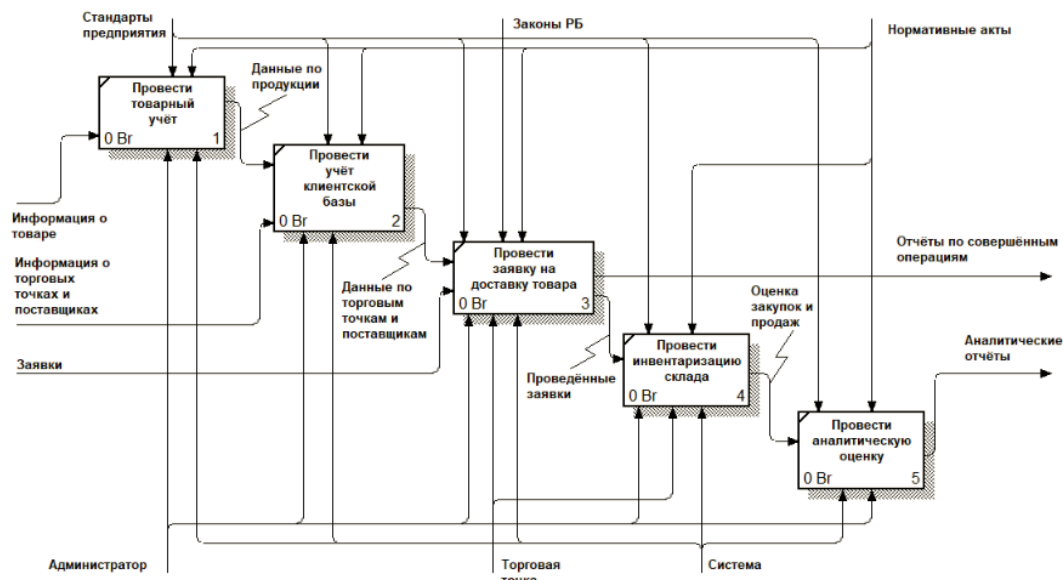 Стандарты
предприятия
Законы РБ
Нормативные акты
Провести
товарный
учёт
0 Br 1
Данные по
продукции
Провести
учёт
клиентской
базы
0 Br 2
Информация о
товаре
Информация о
торговых
точках и
поставщиках
Заявки
Данные по
торговым
точкам и
поставщикам
Провести
заявку на
доставку товара
0 Br 3
Отчёты по совершённым
операциям
Проведённые
заявки
Провести
инвентаризацию
склада
0 Br 4
Оценка
закупок и
продаж
Аналитические
отчёты
Провести
аналитическую
оценку
0 Br 5
Администратор
Торговая
точка
Система